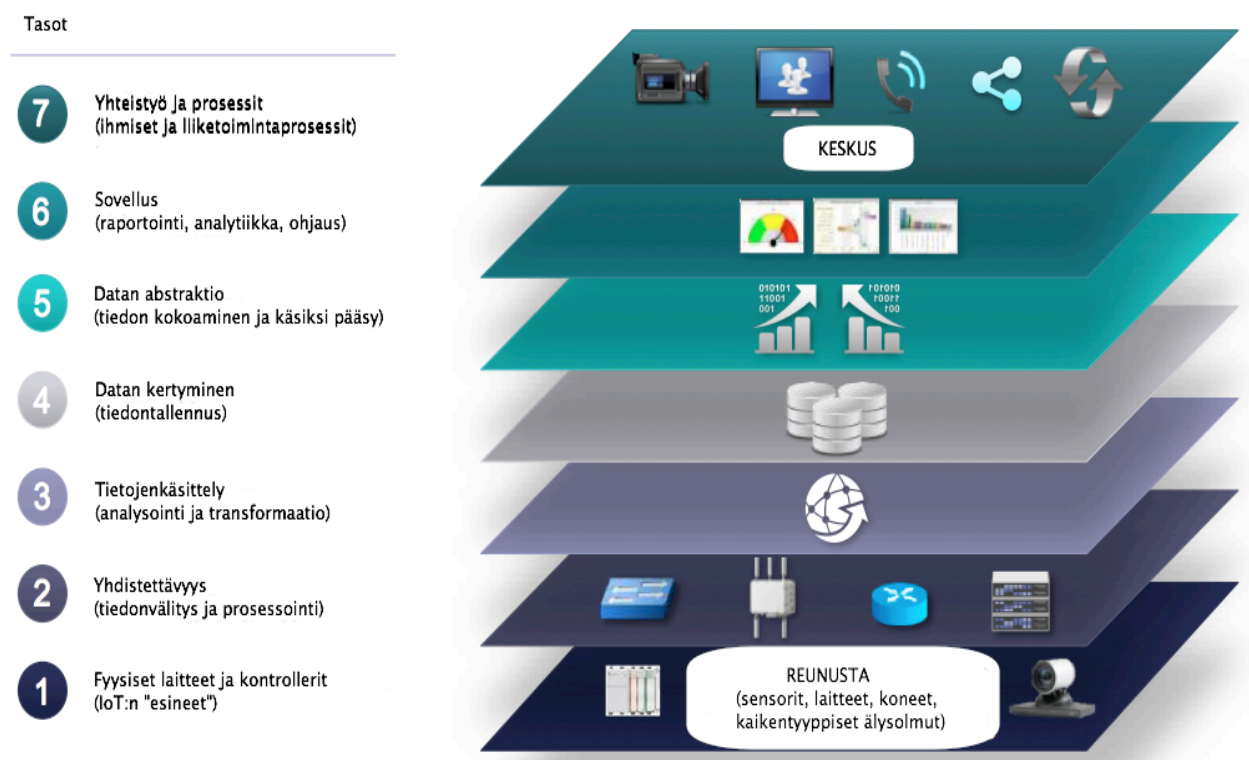 Tasot
7
Yhteistyö ja prosessit
(ihmiset ja liiketoimintaprosessit)
6
Sovellus
(raportointi, analytiikka, ohjaus)
5
Datan abstraktio
(tiedon kokoaminen ja käsiksi pääsy)
4
Datan kertyminen
(tiedontallennus)
3
Tietojenkäsittely
(analysointi ja transformaatio)
2
Yhdistettävyys
(tiedonvälitys ja prosessointi)
1
Fyysiset laitteet ja kontrollerit
(IoT:n "esineet")
KESKUS
010101
11001
001
REUNUSTA
(sensorit, laitteet, koneet,
kaikentyyppiset älysolmut)